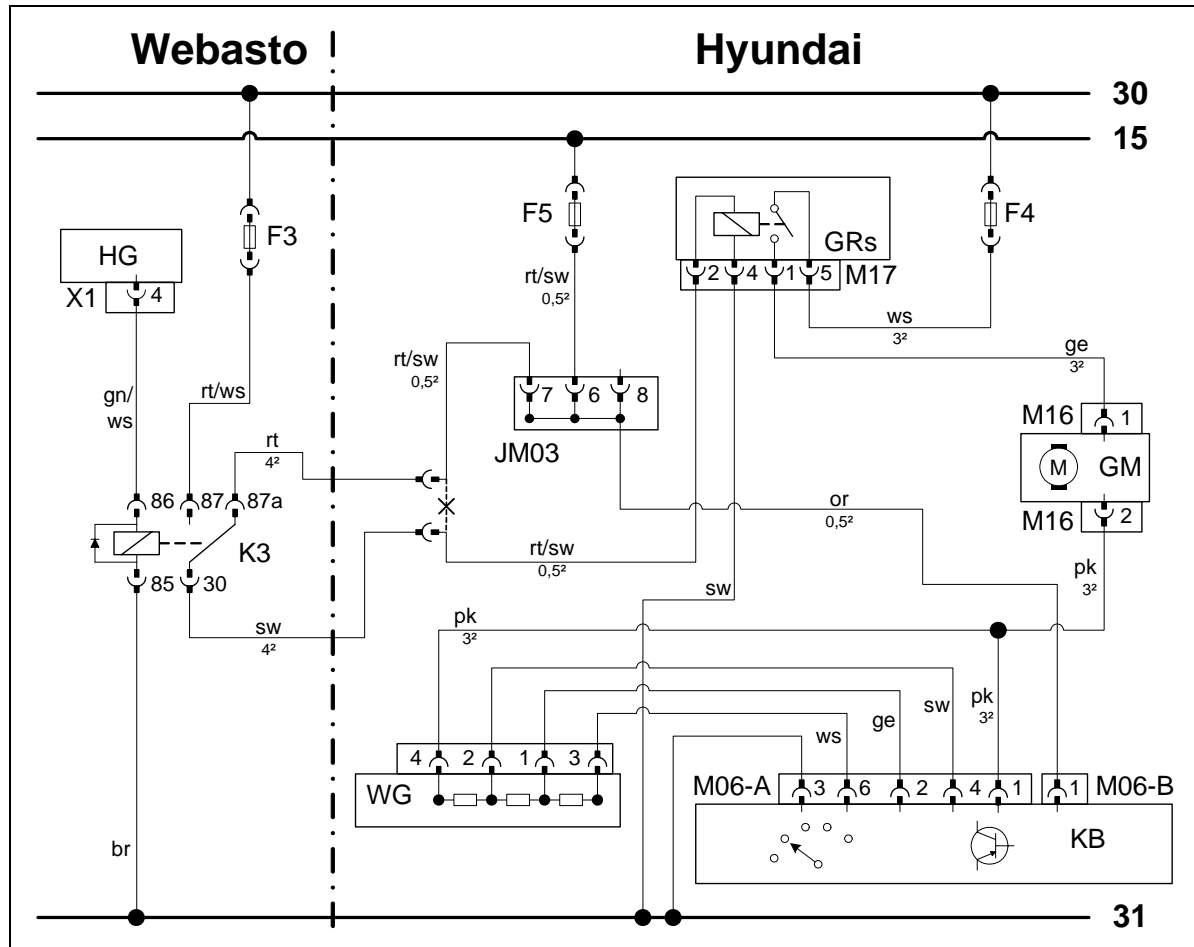 Webasto
Hyundai
30
15
F5
F4
F3
HG
GRs
X1
4
2 4 1 5
M17
rt/sw
0,5²
ws
3²
ge
3²
rt/sw
0,5²
gn/
ws
rt/ws
7 6 8
M16
1
JM03
M
GM
rt
4²
86
87
87a
or
0,5²
M16
2
K3
rt/sw
0,5²
pk
3²
85
30
sw
sw
4²
pk
3²
sw
pk
3²
ge
ws
4 2 1 3
WG
M06-A
3 6 2 4 1
1
M06-B
KB
br
31